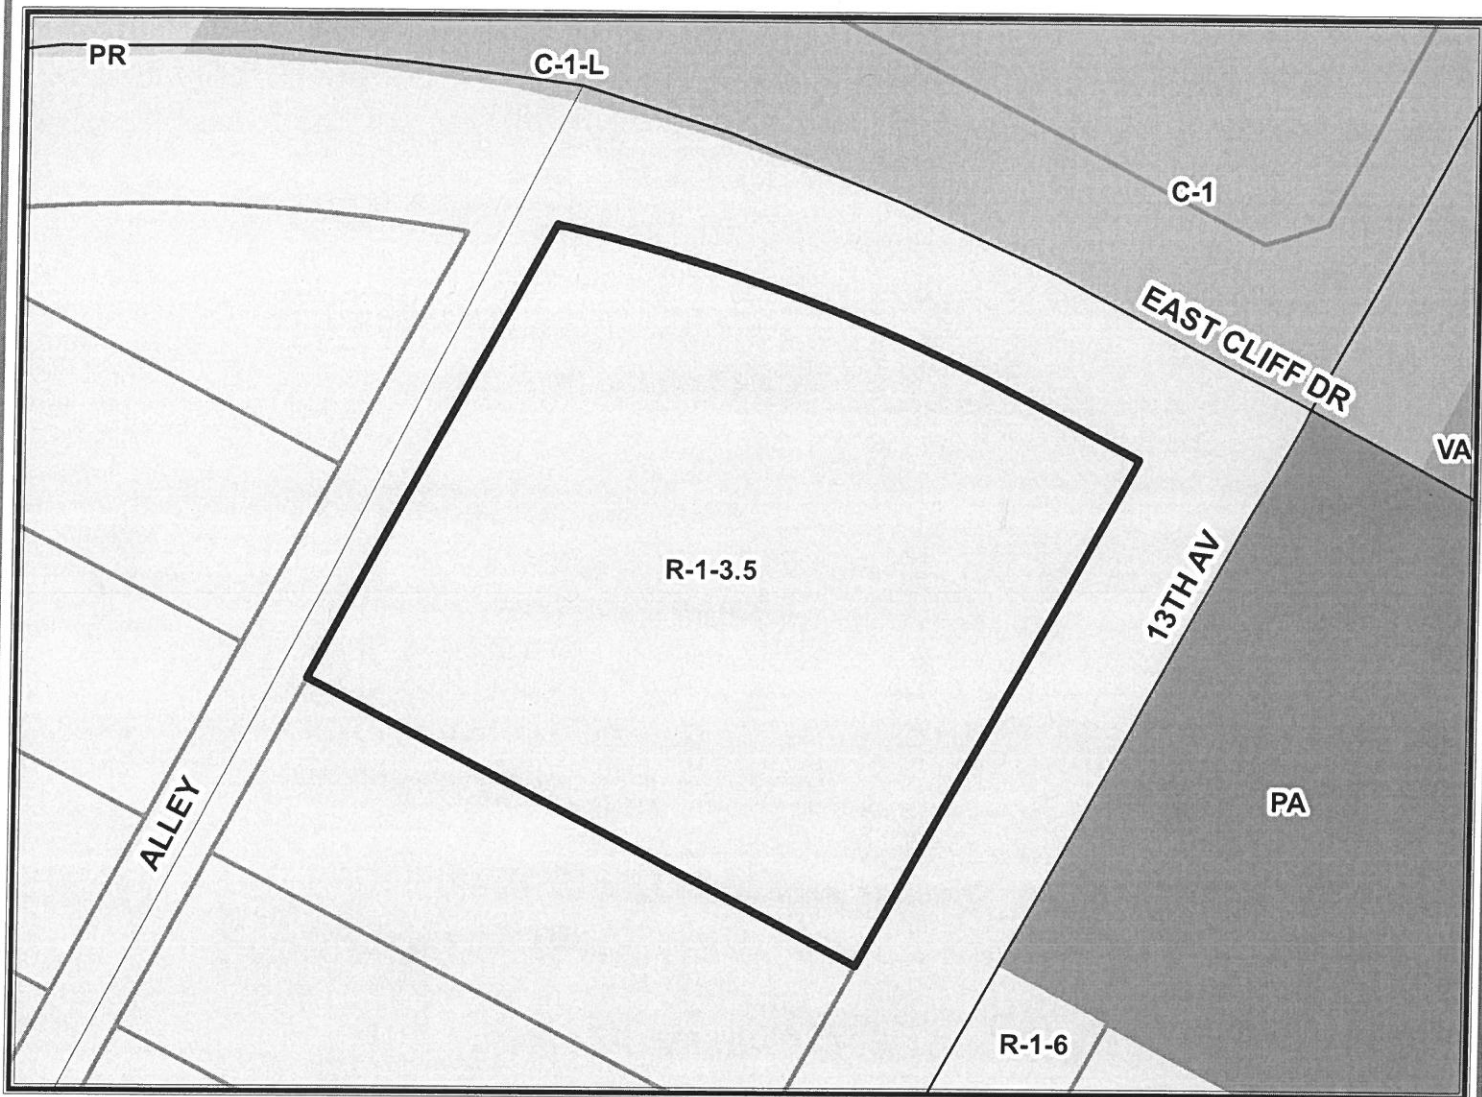 PR
C-1-L
C-1
EAST CLIFF DR
VA
R-1-3.5
13TH AV
PA
ALLEY
R-1-6